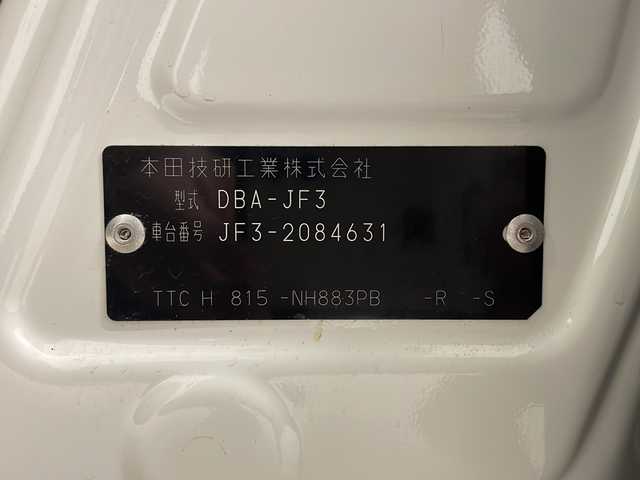 本田技研工業株式会社
型式 DBA-JF3
車台番号 JF3-2084631
TTC H 815 -NH883PB -R -S